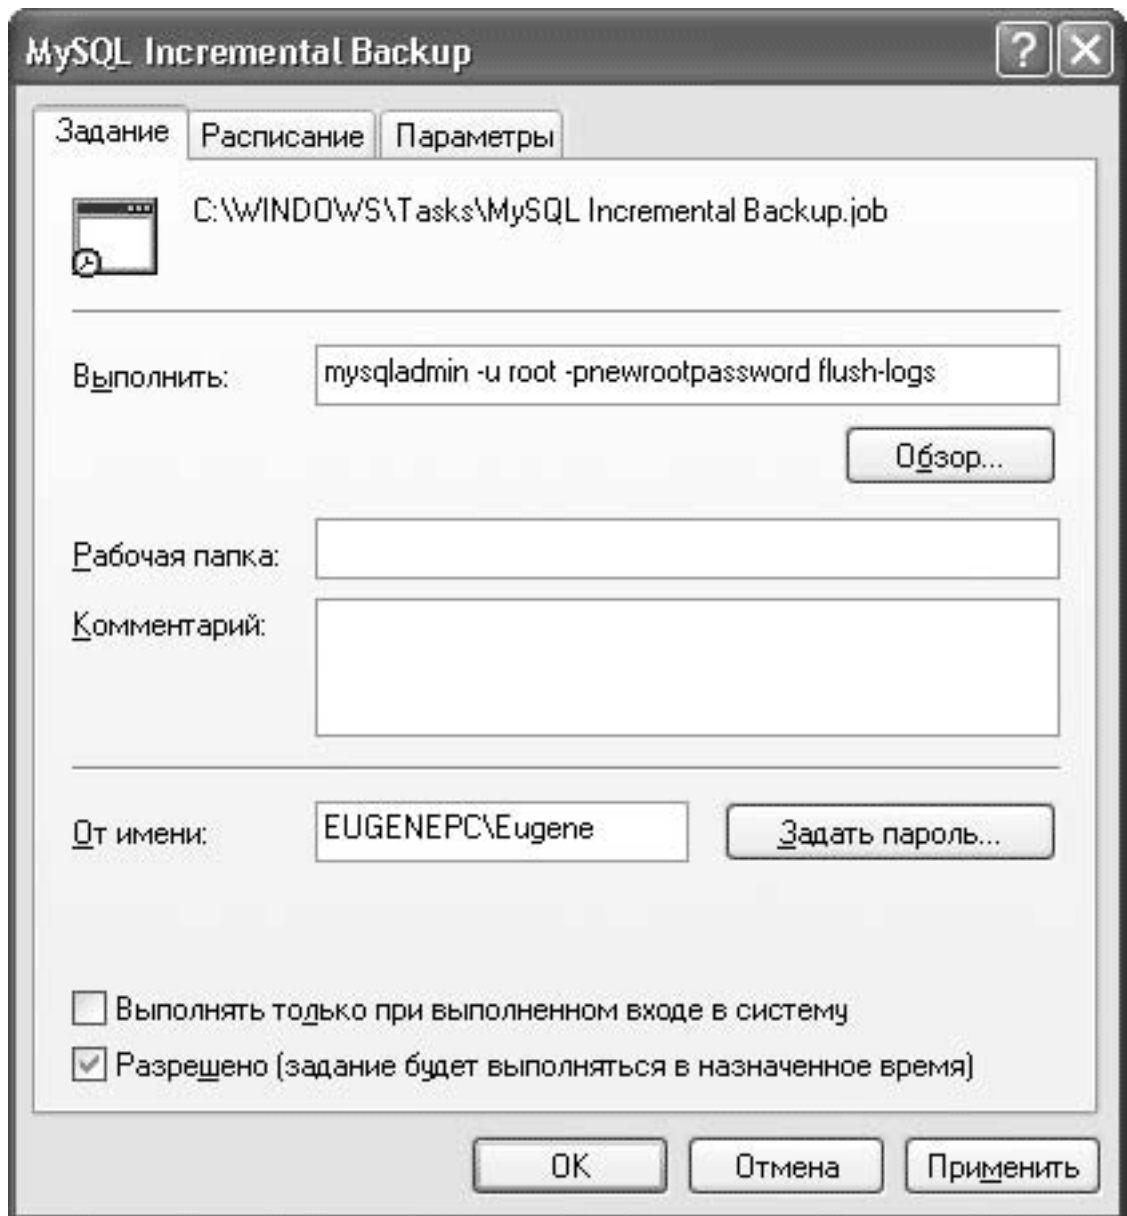 MySQL Incremental Backup
Задание Расписание Параметры
C:\WINDOWS\Tasks\MySQL Incremental Backup.job
Выполнить: mysqladmin -u root -pnewrootpassword flush-logs
Обзор...
Рабочая папка:
Комментарий:
От имени: EUGENEPC\Eugene Задать пароль...
Выполнять только при выполненном входе в систему
Разрешено (задание будет выполняться в назначенное время)
OK Отмена Применить